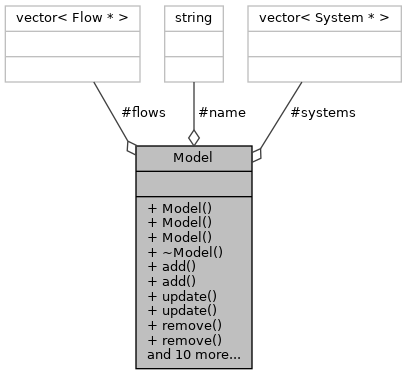 vector< Flow * >
string
vector< System * >
#flows
#name
#systems
Model
+ Model()
+ Model()
+ Model()
+ ~Model()
+ add()
+ add()
+ update()
+ update()
+ remove()
+ remove()
and 10 more...